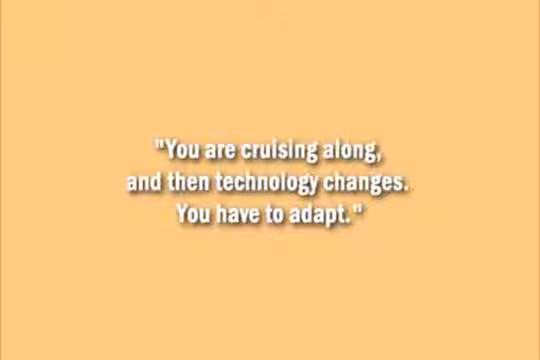 "You are cruising along,
and then technology changes.
You have to adapt."